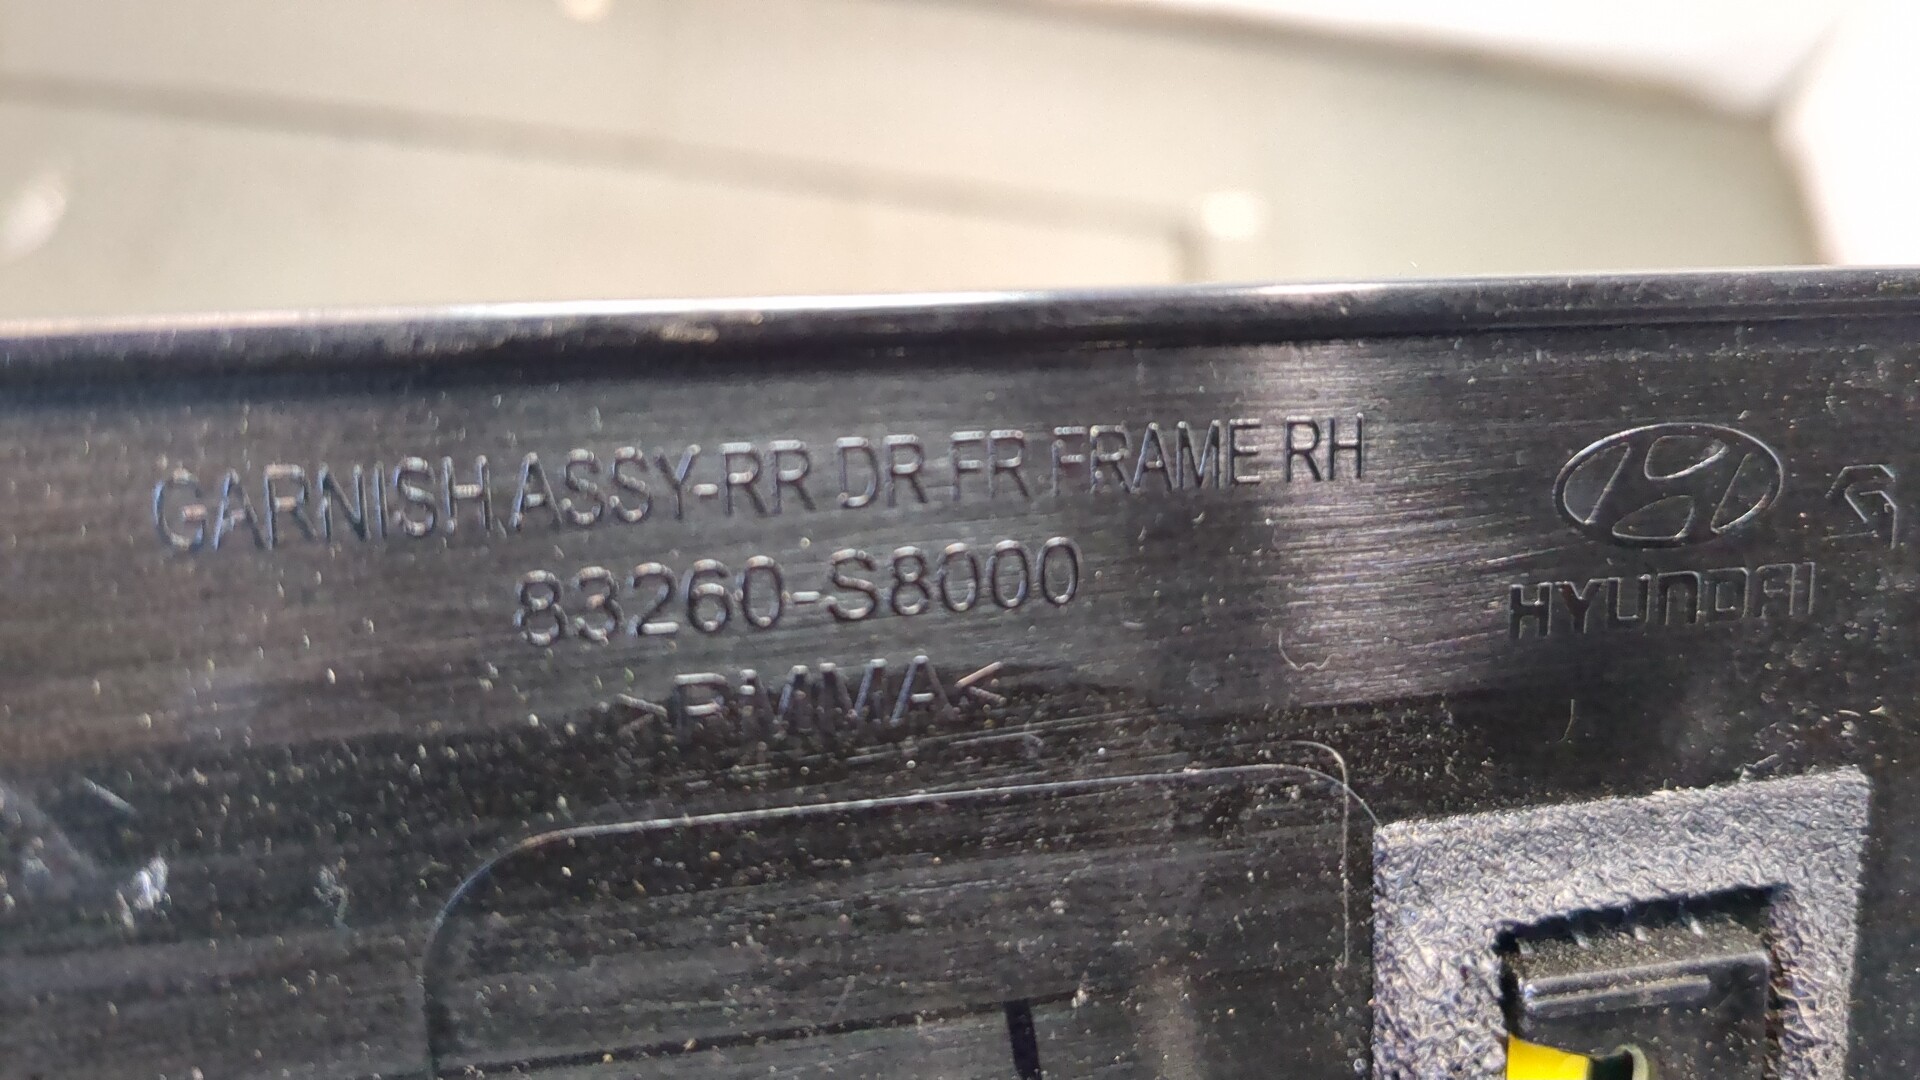 GARNISH ASSY-RR DR FR FRAME RH
83260-S8000
>PMMA<
HYUNDAI